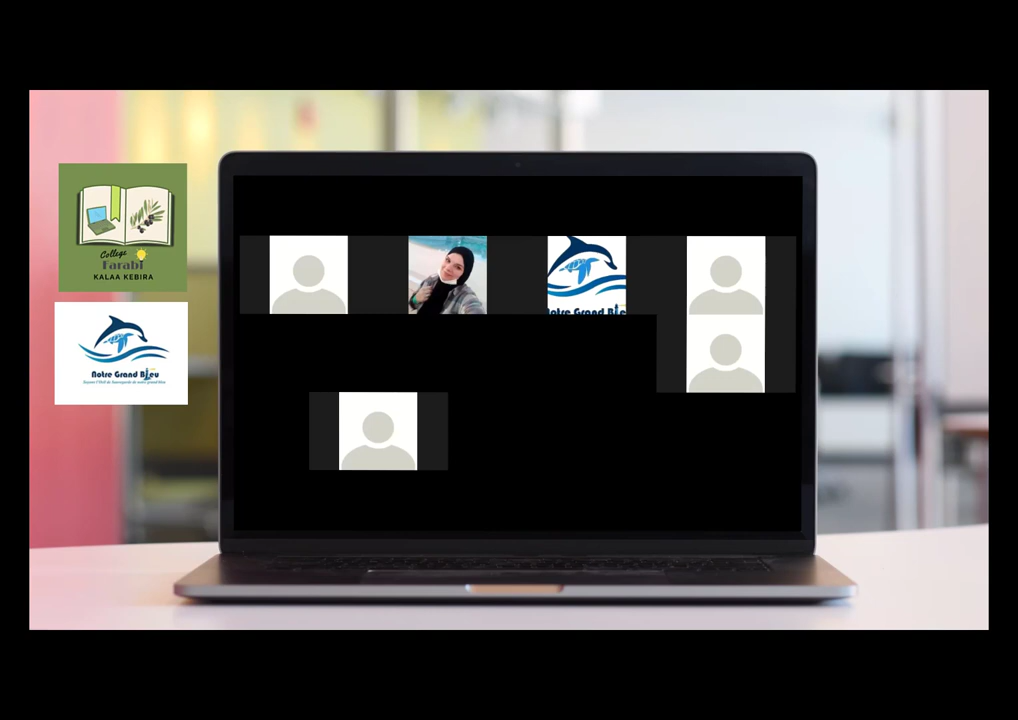 College
Farabi
KALAA KEBIRA
Notre Grand Bleu
Notre Grand Bleu